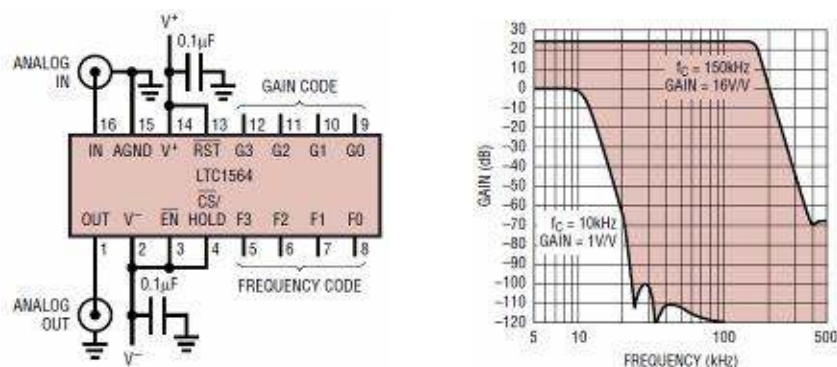 V+
0.1µF
ANALOG
IN
GAIN CODE
16 15 14 13 12 11 10 9
IN AGND V+ RST G3 G2 G1 G0
LTC1564
CS/
OUT V− EN HOLD F3 F2 F1 F0
1 2 3 4 5 6 7 8
0.1µF
FREQUENCY CODE
ANALOG
OUT
V−
30
20
10
−0
−10
−20
−30
−40
−50
−60
−70
−80
−90
−100
−110
−120
GAIN (dB)
fC = 150kHz
GAIN = 16V/V
fC = 10kHz
GAIN = 1V/V
5 10 100 500
FREQUENCY (kHz)